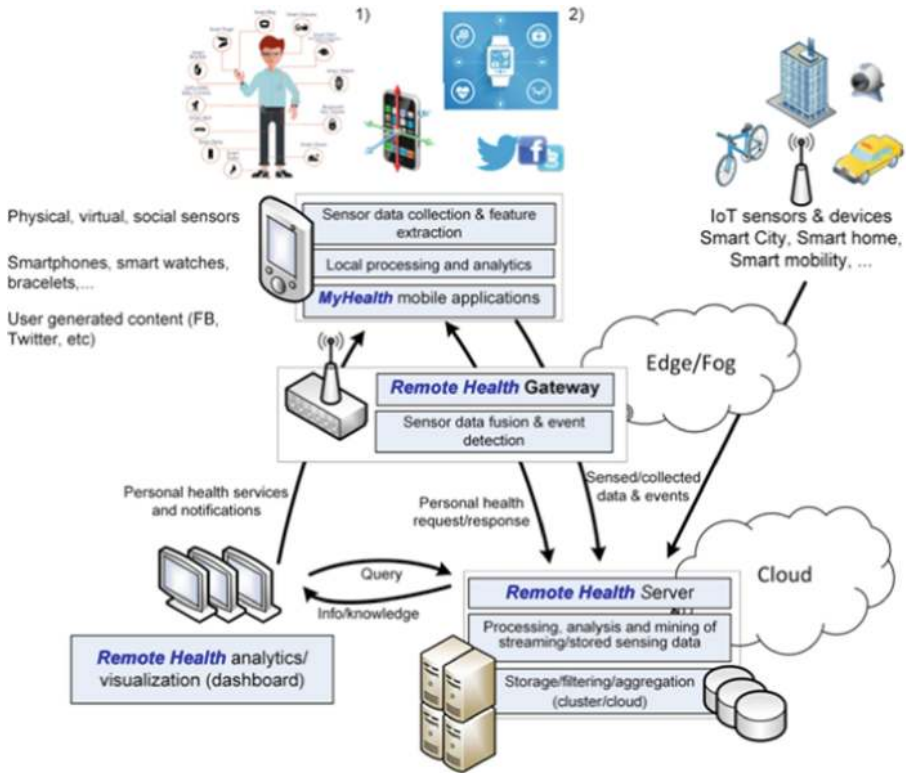 1)
2)
Physical, virtual, social sensors
Smartphones, smart watches,
bracelets,...
User generated content (FB,
Twitter, etc)
Sensor data collection & feature
extraction
Local processing and analytics
MyHealth mobile applications
IoT sensors & devices
Smart City, Smart home,
Smart mobility, ...
Edge/Fog
Remote Health Gateway
Sensor data fusion & event
detection
Personal health services
and notifications
Personal health
request/response
Sensed/collected
data & events
Cloud
Query
Info/knowledge
Remote Health Server
Processing, analysis and mining of
streaming/stored sensing data
Storage/filtering/aggregation
(cluster/cloud)
Remote Health analytics/
visualization (dashboard)